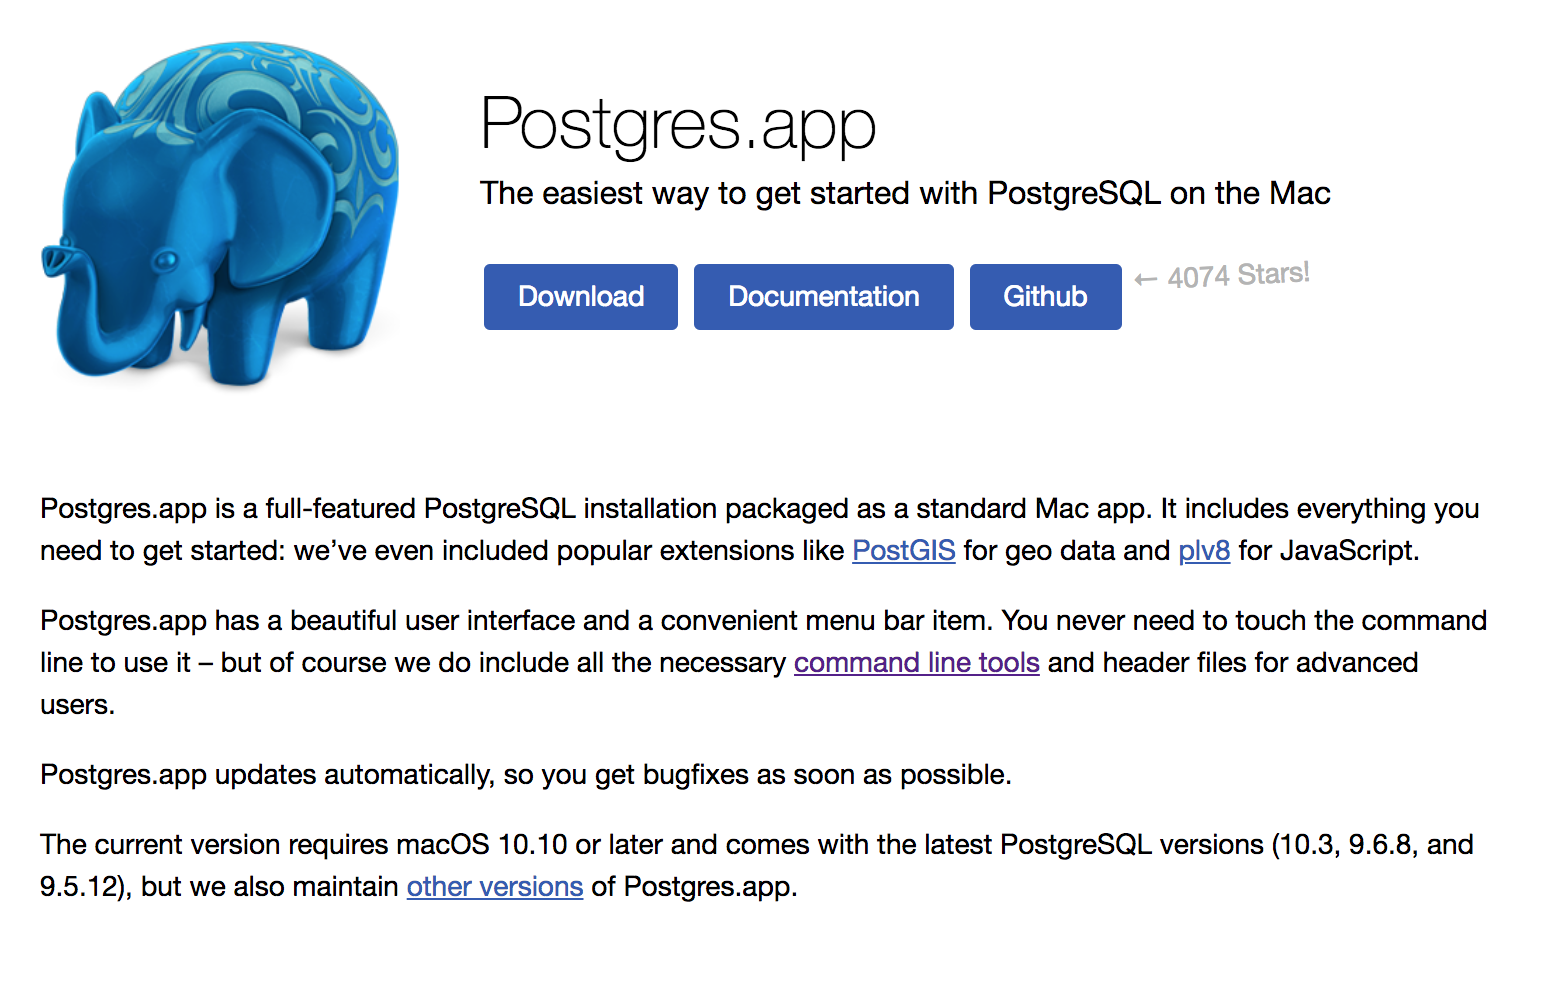 Postgres.app
The easiest way to get started with PostgreSQL on the Mac
Download Documentation Github ← 4074 Stars!
Postgres.app is a full-featured PostgreSQL installation packaged as a standard Mac app. It includes everything you
need to get started: we’ve even included popular extensions like PostGIS for geo data and plv8 for JavaScript.
Postgres.app has a beautiful user interface and a convenient menu bar item. You never need to touch the command
line to use it – but of course we do include all the necessary command line tools and header files for advanced
users.
Postgres.app updates automatically, so you get bugfixes as soon as possible.
The current version requires macOS 10.10 or later and comes with the latest PostgreSQL versions (10.3, 9.6.8, and
9.5.12), but we also maintain other versions of Postgres.app.